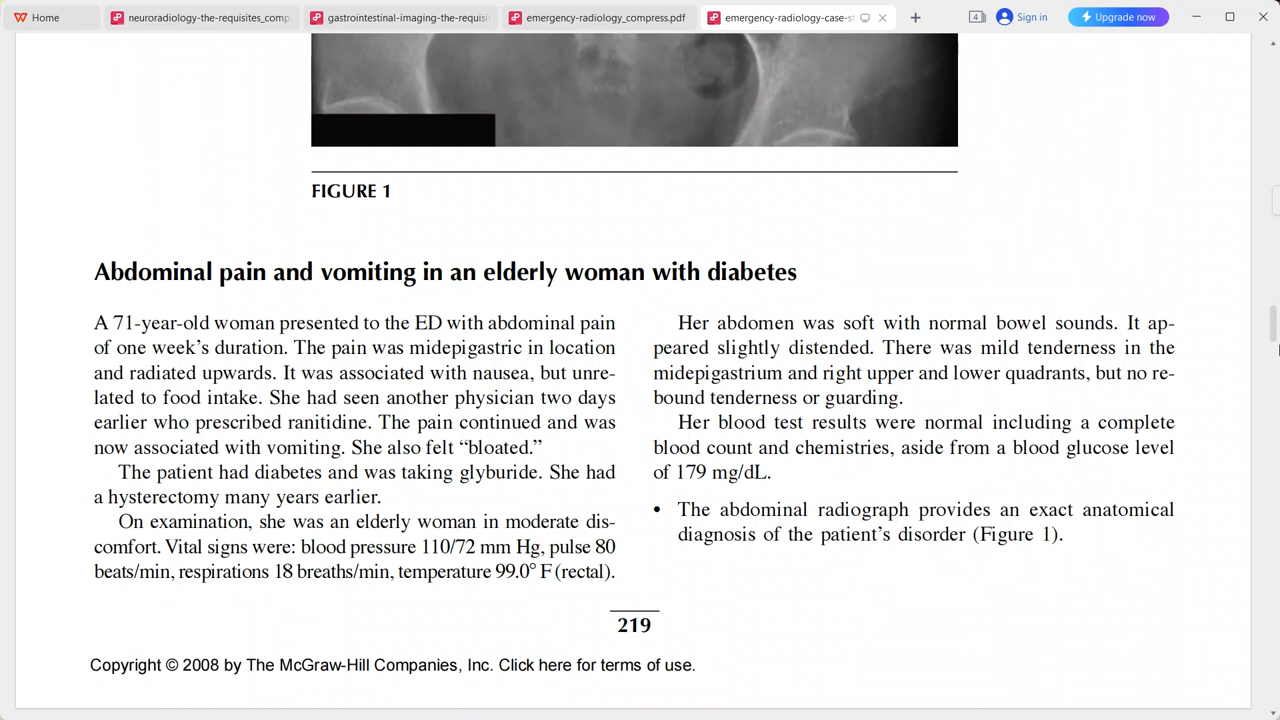 Home
neuroradiology-the-requisites_comp
gastrointestinal-imaging-the-requisit
emergency-radiology_compress.pdf
emergency-radiology-case-st
4
Sign in
Upgrade now
FIGURE 1
Abdominal pain and vomiting in an elderly woman with diabetes
A 71-year-old woman presented to the ED with abdominal pain
of one week's duration. The pain was midepigastric in location
and radiated upwards. It was associated with nausea, but unre-
lated to food intake. She had seen another physician two days
earlier who prescribed ranitidine. The pain continued and was
now associated with vomiting. She also felt “bloated.”
The patient had diabetes and was taking glyburide. She had
a hysterectomy many years earlier.
On examination, she was an elderly woman in moderate dis-
comfort. Vital signs were: blood pressure 110/72 mm Hg, pulse 80
beats/min, respirations 18 breaths/min, temperature 99.0° F (rectal).
Her abdomen was soft with normal bowel sounds. It ap-
peared slightly distended. There was mild tenderness in the
midepigastrium and right upper and lower quadrants, but no re-
bound tenderness or guarding.
Her blood test results were normal including a complete
blood count and chemistries, aside from a blood glucose level
of 179 mg/dL.
• The abdominal radiograph provides an exact anatomical
diagnosis of the patient's disorder (Figure 1).
219
Copyright © 2008 by The McGraw-Hill Companies, Inc. Click here for terms of use.